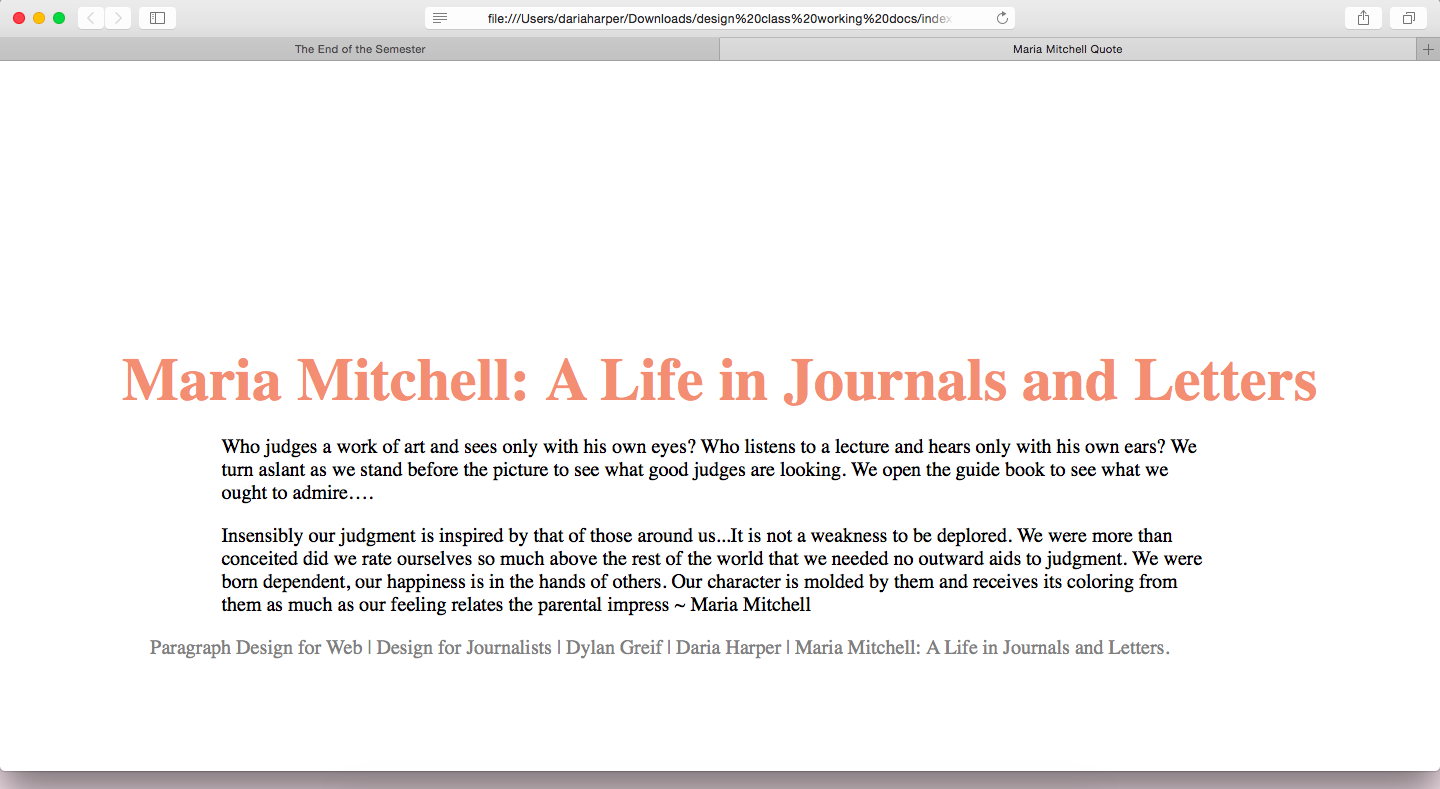 file:///Users/dariaharper/Downloads/design%20class%20working%20docs/index
The End of the Semester
Maria Mitchell Quote
Maria Mitchell: A Life in Journals and Letters
Who judges a work of art and sees only with his own eyes? Who listens to a lecture and hears only with his own ears? We
turn aslant as we stand before the picture to see what good judges are looking. We open the guide book to see what we
ought to admire….
Insensibly our judgment is inspired by that of those around us...It is not a weakness to be deplored. We were more than
conceited did we rate ourselves so much above the rest of the world that we needed no outward aids to judgment. We were
born dependent, our happiness is in the hands of others. Our character is molded by them and receives its coloring from
them as much as our feeling relates the parental impress ~ Maria Mitchell
Paragraph Design for Web | Design for Journalists | Dylan Greif | Daria Harper | Maria Mitchell: A Life in Journals and Letters.